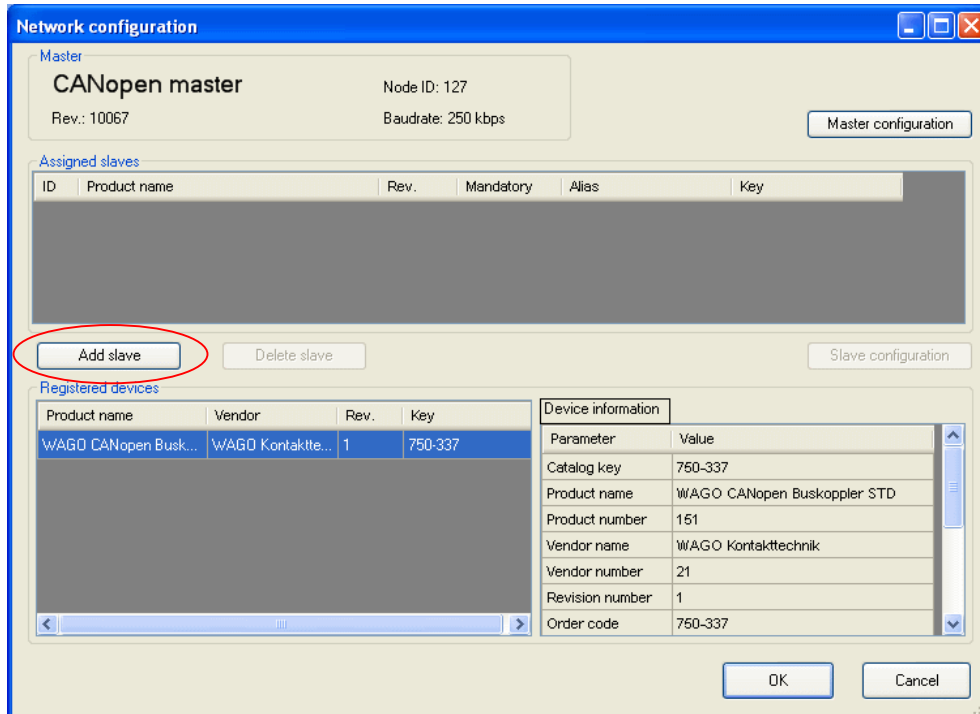 Network configuration
Master
CANopen master
Node ID: 127
Rev.: 10067
Baudrate: 250 kbps
Master configuration
Assigned slaves
ID Product name Rev. Mandatory Alias Key
Add slave Delete slave Slave configuration
Registered devices
Product name Vendor Rev. Key
WAGO CANopen Busk... WAGO Kontaktte... 1 750-337
Device information
Parameter Value
Catalog key 750-337
Product name WAGO CANopen Buskoppler STD
Product number 151
Vendor name WAGO Kontakttechnik
Vendor number 21
Revision number 1
Order code 750-337
OK Cancel